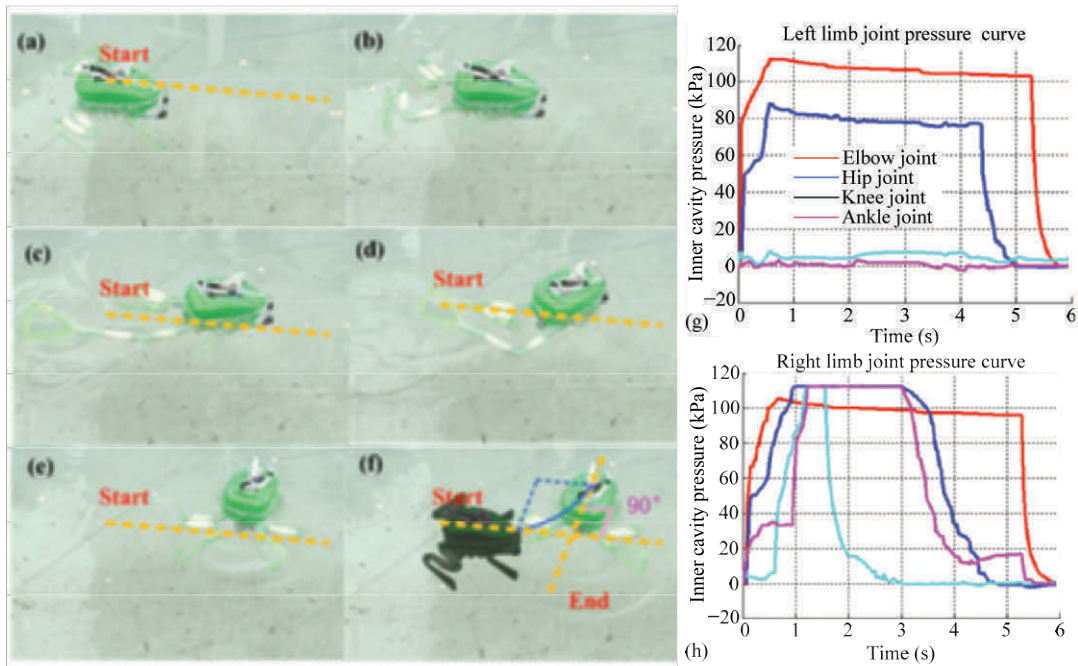 (a)
Start
(b)
(c)
Start
(d)
Start
(e)
Start
(f)
Start
90°
End
(g)
Left limb joint pressure curve
Inner cavity pressure (kPa)
120
100
80
60
40
20
0
−20
Elbow joint
Hip joint
Knee joint
Ankle joint
0 1 2 3 4 5 6
Time (s)
(h)
Right limb joint pressure curve
Inner cavity pressure (kPa)
120
100
80
60
40
20
0
−20
0 1 2 3 4 5 6
Time (s)